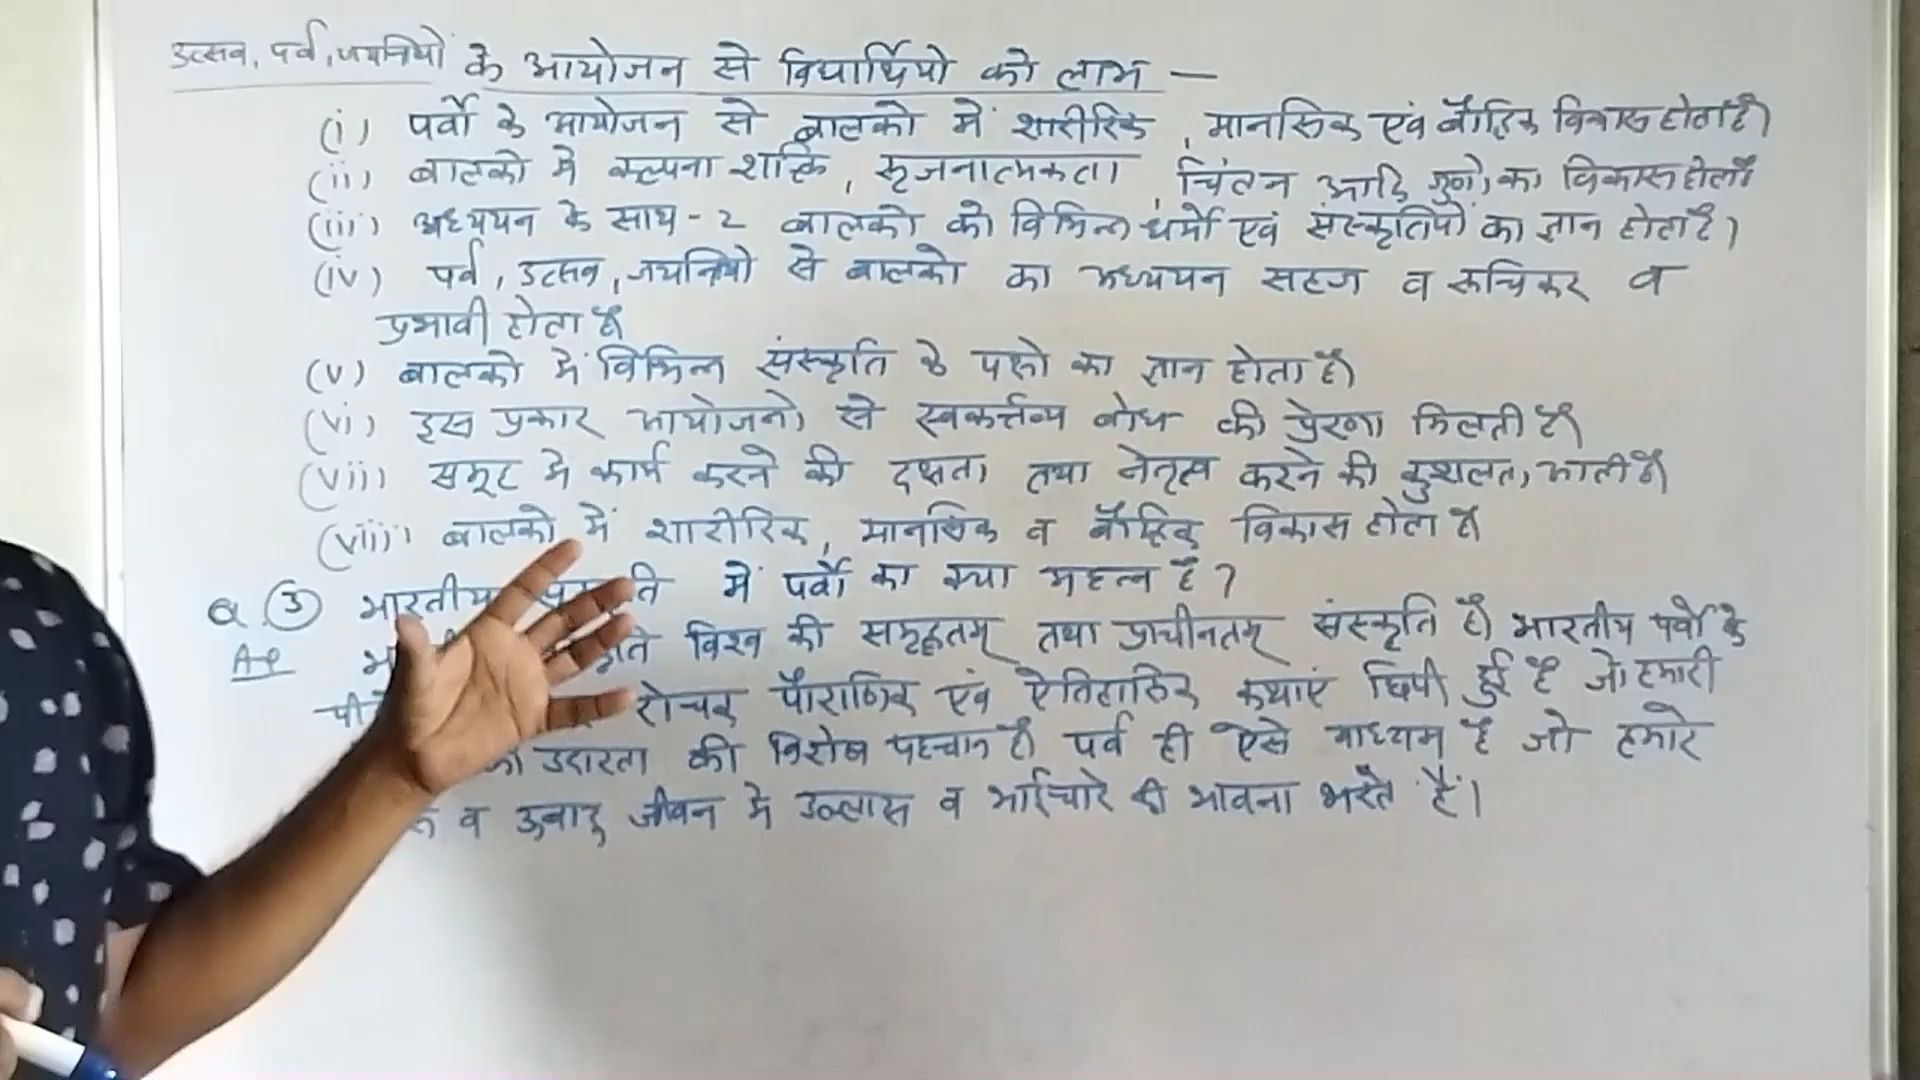 उत्सव, पर्व, जयन्तियों के आयोजन से विद्यार्थियो को लाभ —
(i) पर्वो के आयोजन से बालको में शारीरिक, मानसिक एवं बौद्धिक विकास होता है।
(ii) बालको मे कल्पना शक्ति, सृजनात्मकता, चिंतन आदि गुणो का विकास होता है
(iii) अध्ययन के साथ-2 बालको को विभिन्न धर्मो एवं संस्कृतियों का ज्ञान होता है।
(iv) पर्व, उत्सव, जयन्तियो से बालको का अध्ययन सहज व रूचिकर व
प्रभावी होता है
(v) बालको में विभिन्न संस्कृति के पक्षो का ज्ञान होता है।
(vi) इस प्रकार आयोजनो से स्वकर्त्तव्य बोध की प्रेरणा मिलती है।
(vii) समूह मे कार्य करने की दक्षता तथा नेतृत्व करने की कुशलता आती है।
(viii) बालको में शारीरिक, मानसिक व बौद्धिक विकास होता है
Q (3) भारतीय में पर्वो का क्या महत्व है?
विश्व की समृद्धतम् तथा प्राचीनतम् संस्कृति है। भारतीय पर्वो के
रोचक पौराणिक एवं ऐतिहासिक कथाएं छिपी हुई है जो हमारी
उदारता की विशेष पहचान है। पर्व ही ऐसे माध्यम है जो हमारे
व जीवन मे उल्लास व भाईचारे की भावना भरते हैं।